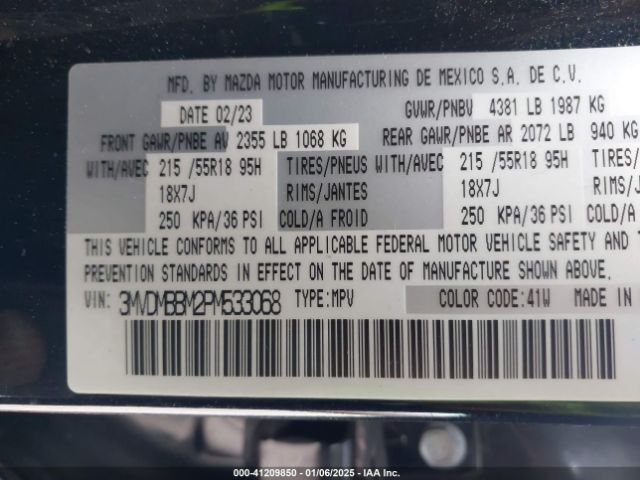 MFD. BY MAZDA MOTOR MANUFACTURING DE MEXICO S.A. DE C.V.
DATE 02/23 GVWR/PNBV 4381 LB 1987 KG
FRONT GAWR/PNBE AV 2355 LB 1068 KG REAR GAWR/PNBE AR 2072 LB 940 KG
WITH/AVEC 215 /55R18 95H TIRES/PNEUS WITH/AVEC 215 /55R18 95H TIRES/
18X7J RIMS/JANTES 18X7J RIMS/
250 KPA/36 PSI COLD/A FROID 250 KPA/36 PSI COLD/
THIS VEHICLE CONFORMS TO ALL APPLICABLE FEDERAL MOTOR VEHICLE SAFETY AND
PREVENTION STANDARDS IN EFFECT ON THE DATE OF MANUFACTURE SHOWN ABOVE.
VIN: 3MVDMBBM2PM533068 TYPE:MPV COLOR CODE:41W MADE IN
000-41209850 - 01/06/2025 - IAA Inc.